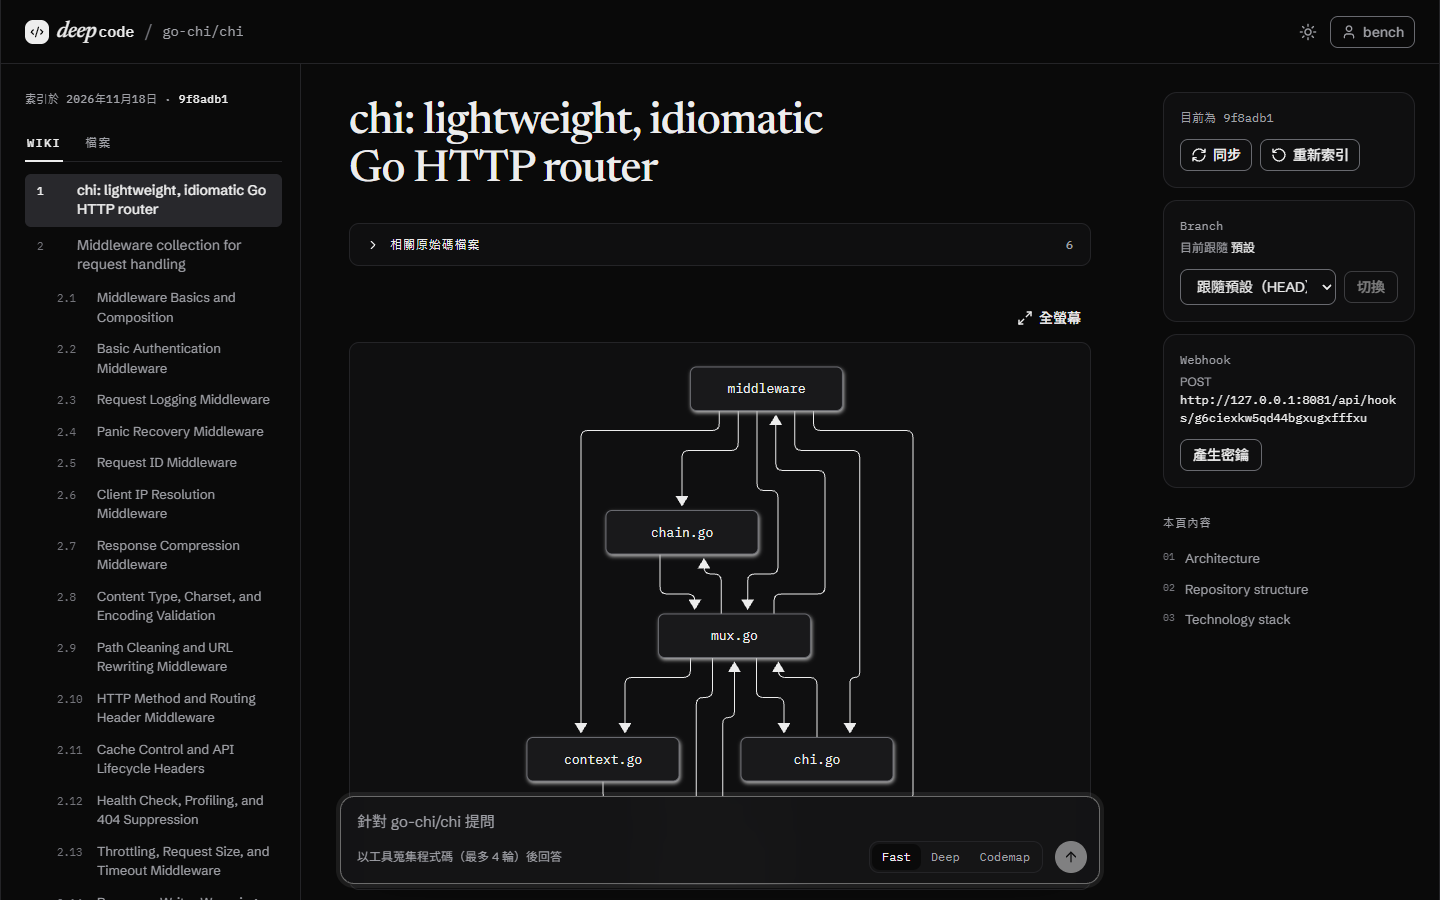 deepcode / go-chi/chi
bench
索引於 2026年11月18日 · 9f8adb1
WIKI 檔案
1 chi: lightweight, idiomatic Go
HTTP router
2 Middleware collection for
request handling
2.1 Middleware Basics and
Composition
2.2 Basic Authentication
Middleware
2.3 Request Logging Middleware
2.4 Panic Recovery Middleware
2.5 Request ID Middleware
2.6 Client IP Resolution
Middleware
2.7 Response Compression
Middleware
2.8 Content Type, Charset, and
Encoding Validation
2.9 Path Cleaning and URL
Rewriting Middleware
2.10 HTTP Method and Routing
Header Middleware
2.11 Cache Control and API
Lifecycle Headers
2.12 Health Check, Profiling, and
404 Suppression
2.13 Throttling, Request Size, and
Timeout Middleware
chi: lightweight, idiomatic
Go HTTP router
相關原始碼檔案 6
全螢幕
middleware
chain.go
mux.go
context.go
chi.go
針對 go-chi/chi 提問
以工具蒐集程式碼（最多 4 輪）後回答
Fast Deep Codemap
目前為 9f8adb1
同步 重新索引
Branch
目前跟隨 預設
跟隨預設（HEAD）
切換
Webhook
POST
http://127.0.0.1:8081/api/hook
s/g6ciexkw5qd44bgxugxfffxu
產生密鑰
本頁內容
01 Architecture
02 Repository structure
03 Technology stack